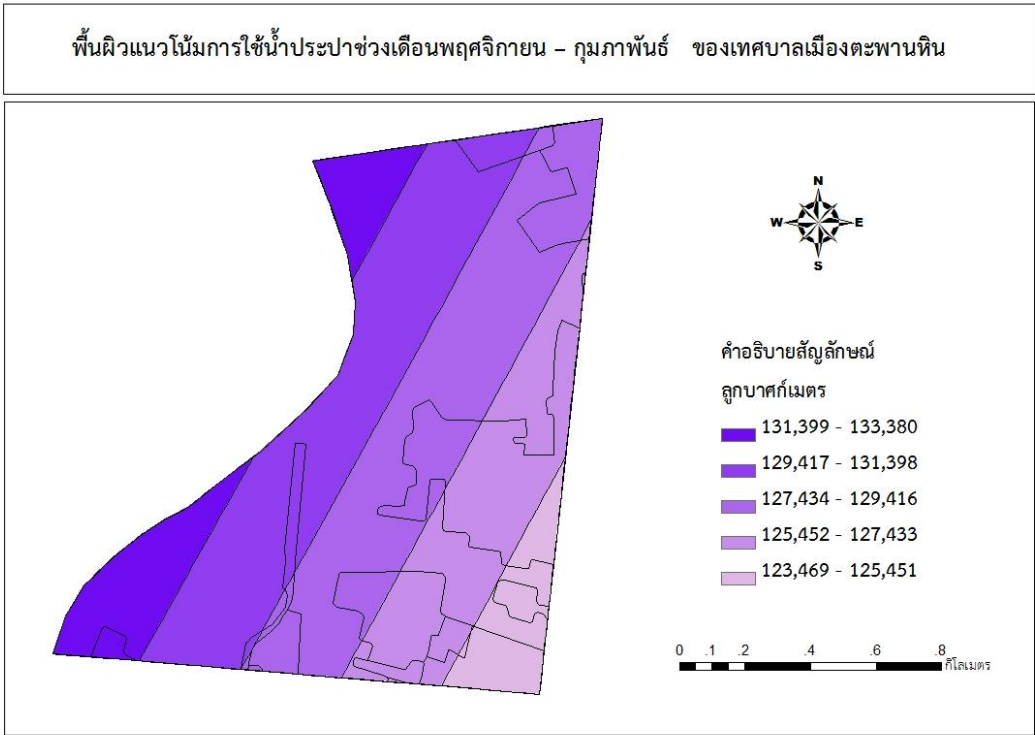 พื้นผิวแนวโน้มการใช้น้ำประปาช่วงเดือนพฤศจิกายน – กุมภาพันธ์ ของเทศบาลเมืองตะพานหิน
N
W E
S
คำอธิบายสัญลักษณ์
ลูกบาศก์เมตร
131,399 - 133,380
129,417 - 131,398
127,434 - 129,416
125,452 - 127,433
123,469 - 125,451
0 .1 .2 .4 .6 .8
กิโลเมตร